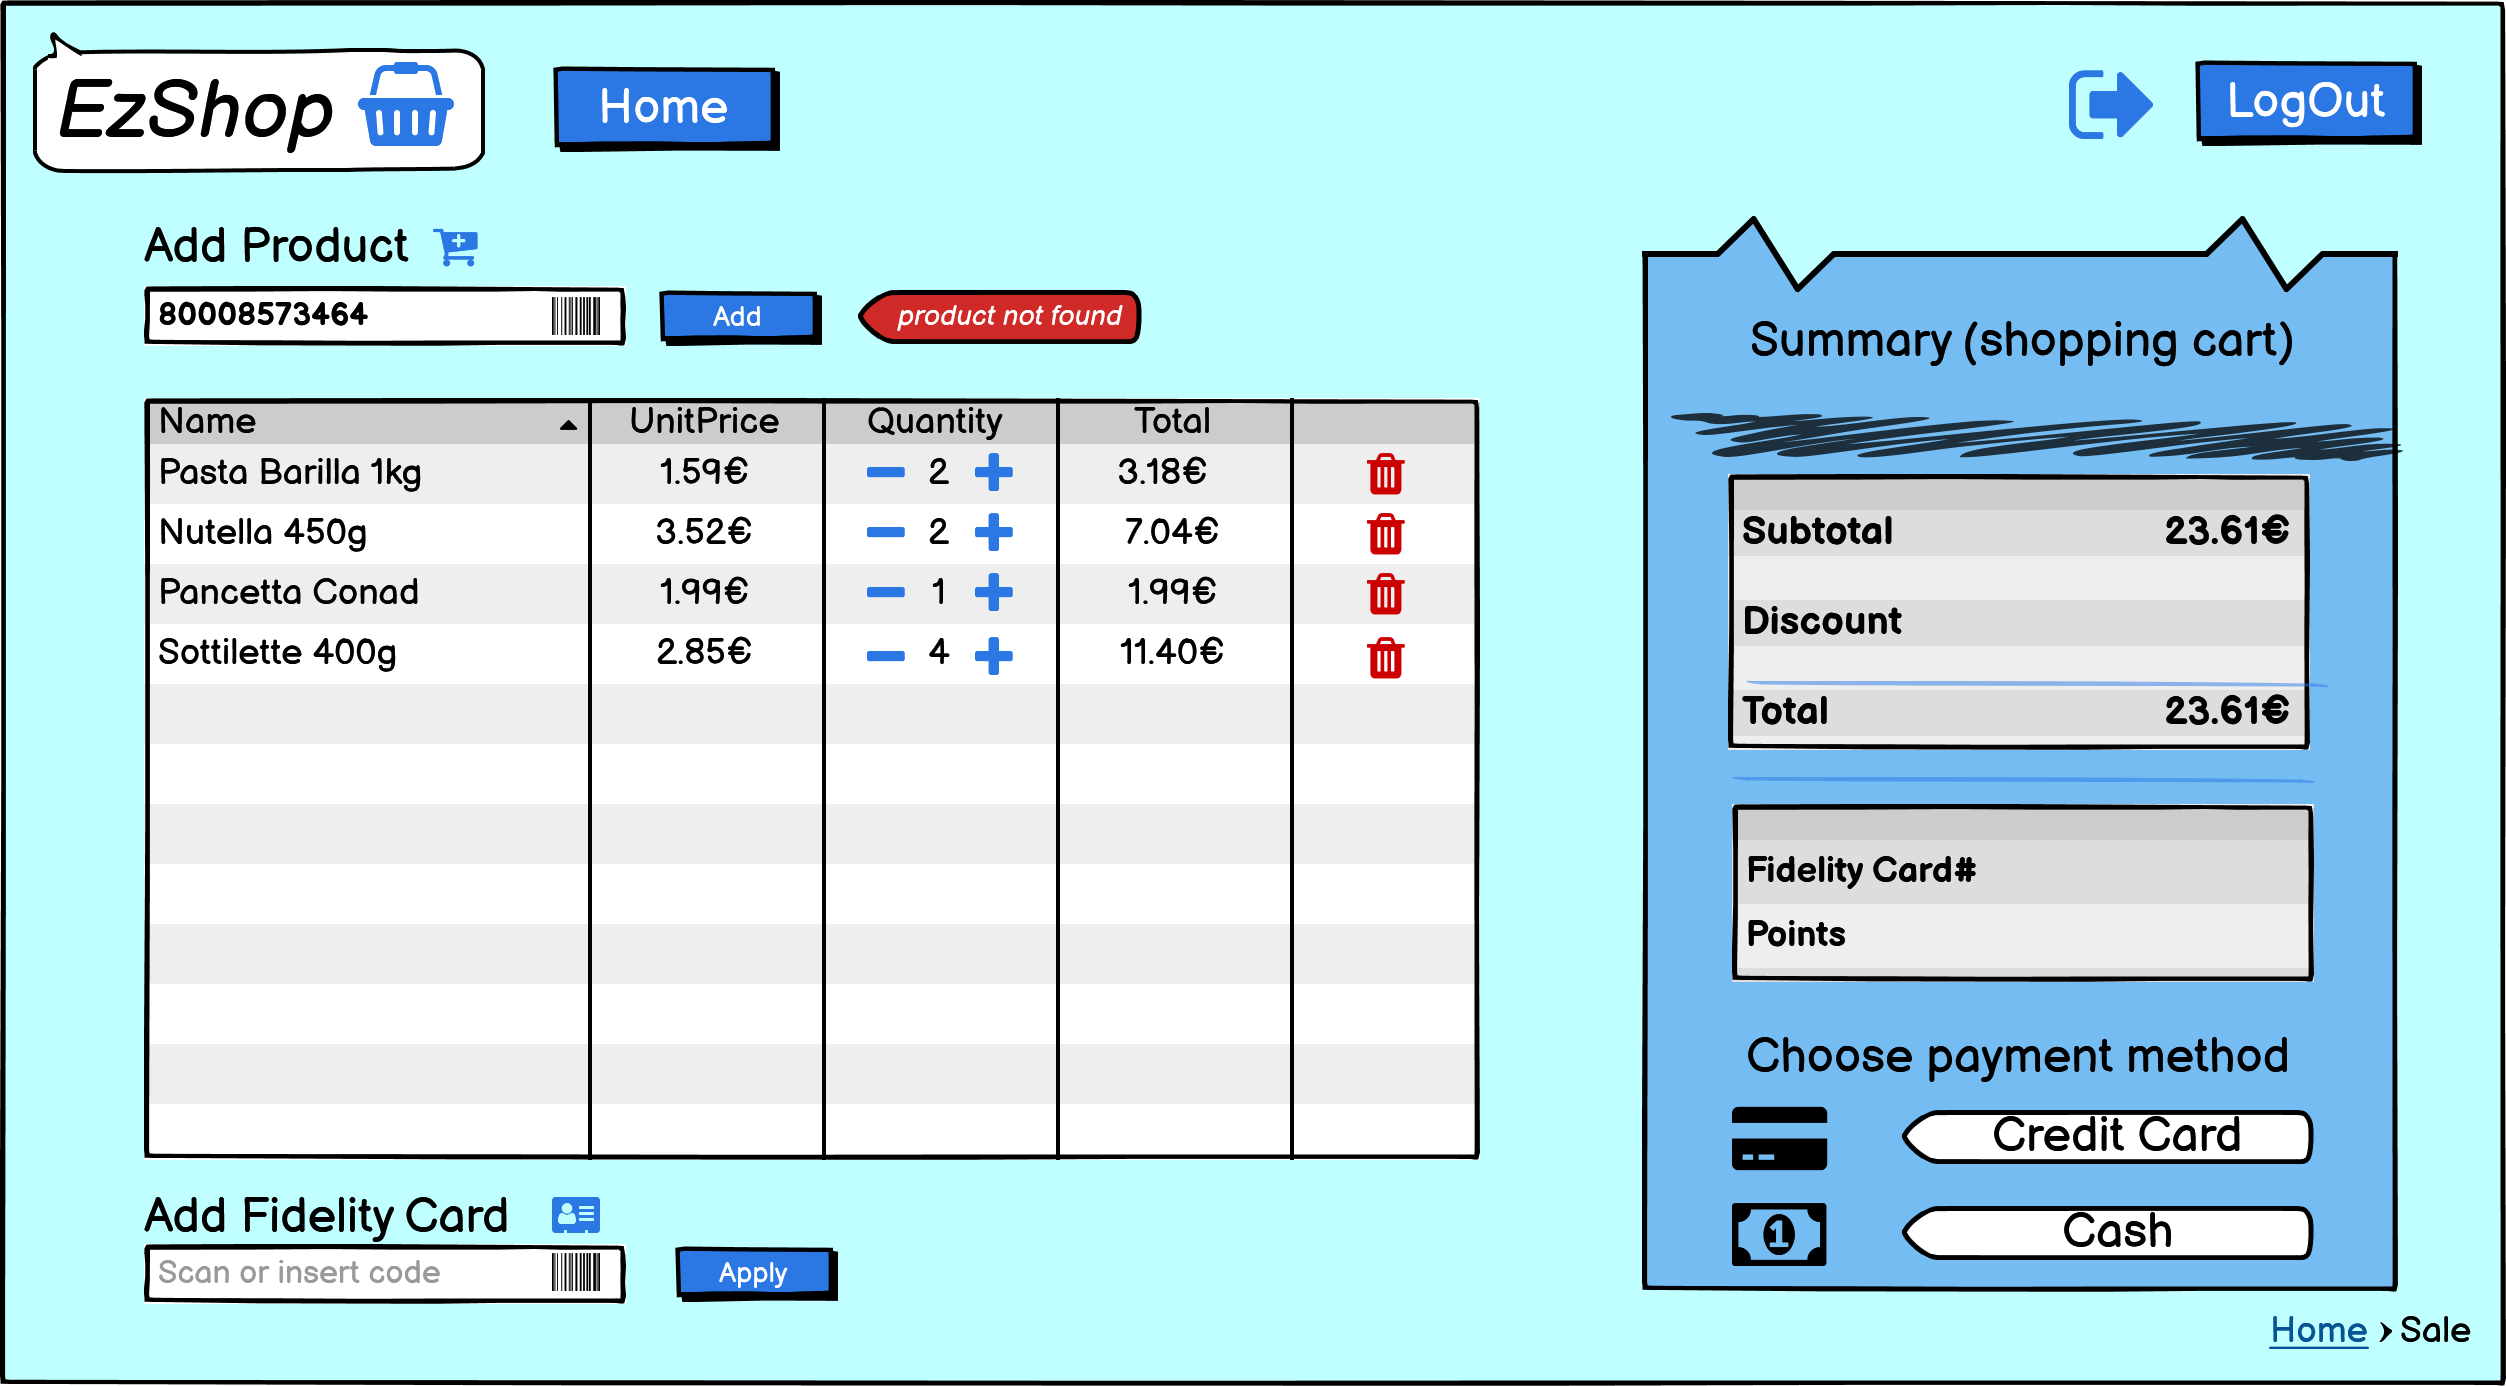 EzShop
Home
LogOut
Add Product
80008573464
Add
product not found
Name UnitPrice Quantity Total
Pasta Barilla 1kg 1.59€ 2 3.18€
Nutella 450g 3.52€ 2 7.04€
Pancetta Conad 1.99€ 1 1.99€
Sottilette 400g 2.85€ 4 11.40€
Add Fidelity Card
Scan or insert code
Apply
Summary (shopping cart)
Subtotal 23.61€
Discount
Total 23.61€
Fidelity Card#
Points
Choose payment method
Credit Card
1
Cash
Home > Sale